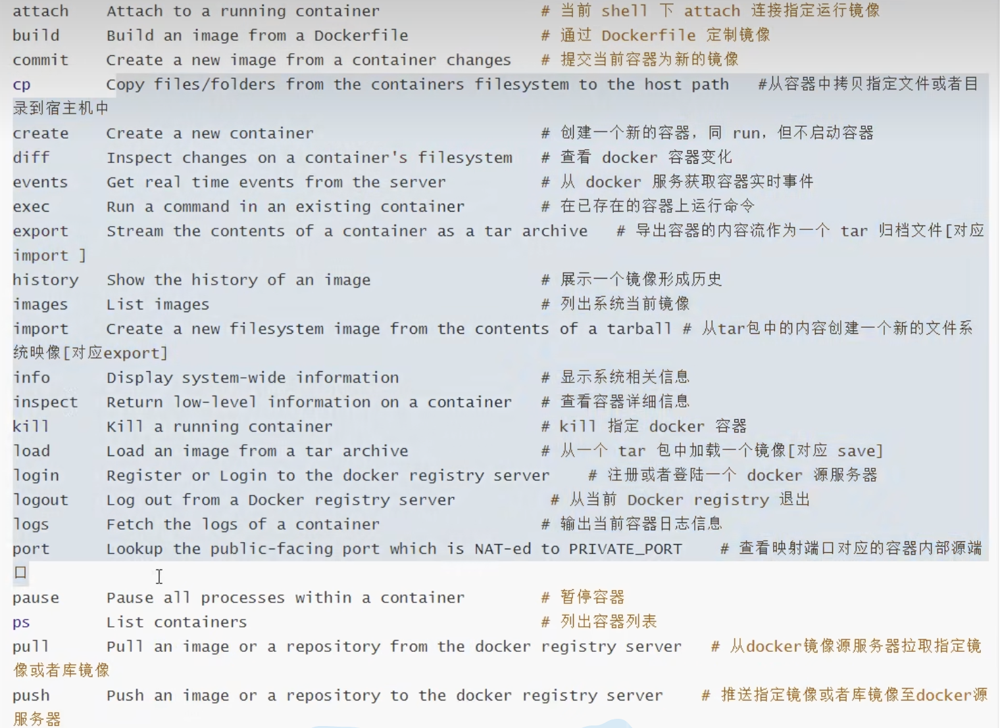 attach    Attach to a running container                 # 当前 shell 下 attach 连接指定运行镜像
build     Build an image from a Dockerfile              # 通过 Dockerfile 定制镜像
commit    Create a new image from a container changes   # 提交当前容器为新的镜像
cp        Copy files/folders from the containers filesystem to the host path   #从容器中拷贝指定文件或者目
录到宿主机中
create    Create a new container                        # 创建一个新的容器，同 run，但不启动容器
diff      Inspect changes on a container's filesystem   # 查看 docker 容器变化
events    Get real time events from the server          # 从 docker 服务获取容器实时事件
exec      Run a command in an existing container        # 在已存在的容器上运行命令
export    Stream the contents of a container as a tar archive   # 导出容器的内容流作为一个 tar 归档文件[对应
import ]
history   Show the history of an image                  # 展示一个镜像形成历史
images    List images                                   # 列出系统当前镜像
import    Create a new filesystem image from the contents of a tarball # 从tar包中的内容创建一个新的文件系
统映像[对应export]
info      Display system-wide information               # 显示系统相关信息
inspect   Return low-level information on a container   # 查看容器详细信息
kill      Kill a running container                      # kill 指定 docker 容器
load      Load an image from a tar archive              # 从一个 tar 包中加载一个镜像[对应 save]
login     Register or Login to the docker registry server    # 注册或者登陆一个 docker 源服务器
logout    Log out from a Docker registry server          # 从当前 Docker registry 退出
logs      Fetch the logs of a container                 # 输出当前容器日志信息
port      Lookup the public-facing port which is NAT-ed to PRIVATE_PORT    # 查看映射端口对应的容器内部源端
口
pause     Pause all processes within a container        # 暂停容器
ps        List containers                               # 列出容器列表
pull      Pull an image or a repository from the docker registry server   # 从docker镜像源服务器拉取指定镜
像或者库镜像
push      Push an image or a repository to the docker registry server    # 推送指定镜像或者库镜像至docker源
服务器